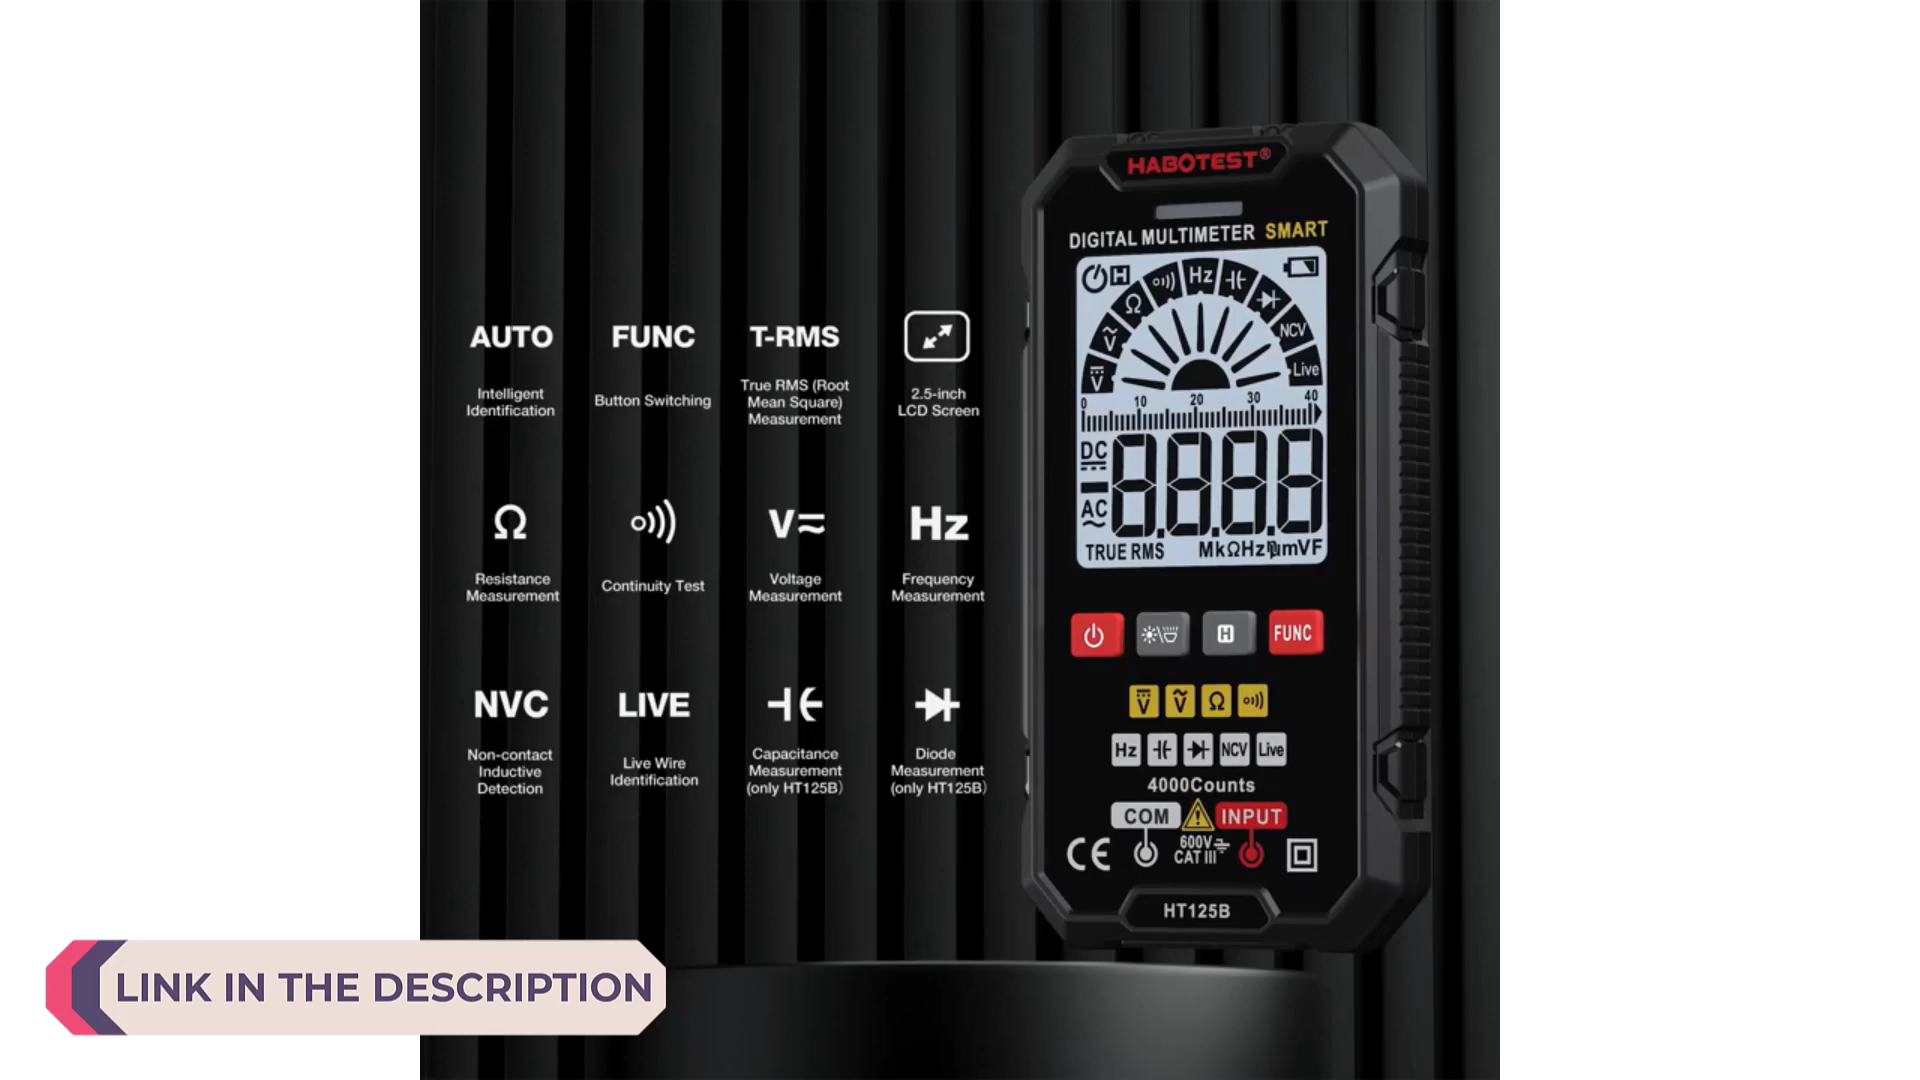 AUTO
Intelligent
Identification
FUNC
Button Switching
T-RMS
True RMS (Root
Mean Square)
Measurement
2.5-inch
LCD Screen
Ω
Resistance
Measurement
Continuity Test
V
Voltage
Measurement
Hz
Frequency
Measurement
NVC
Non-contact
Inductive
Detection
LIVE
Live Wire
Identification
Capacitance
Measurement
(only HT125B)
Diode
Measurement
(only HT125B)
HABOTEST®
DIGITAL MULTIMETER SMART
H
V V Ω Hz NCV Live
0 10 20 30 40
DC
8.8.8.8
AC
TRUE RMS MkΩHz mVF
H FUNC
V V Ω
Hz NCV Live
4000Counts
COM INPUT
600V
CAT III
CE
HT125B
LINK IN THE DESCRIPTION